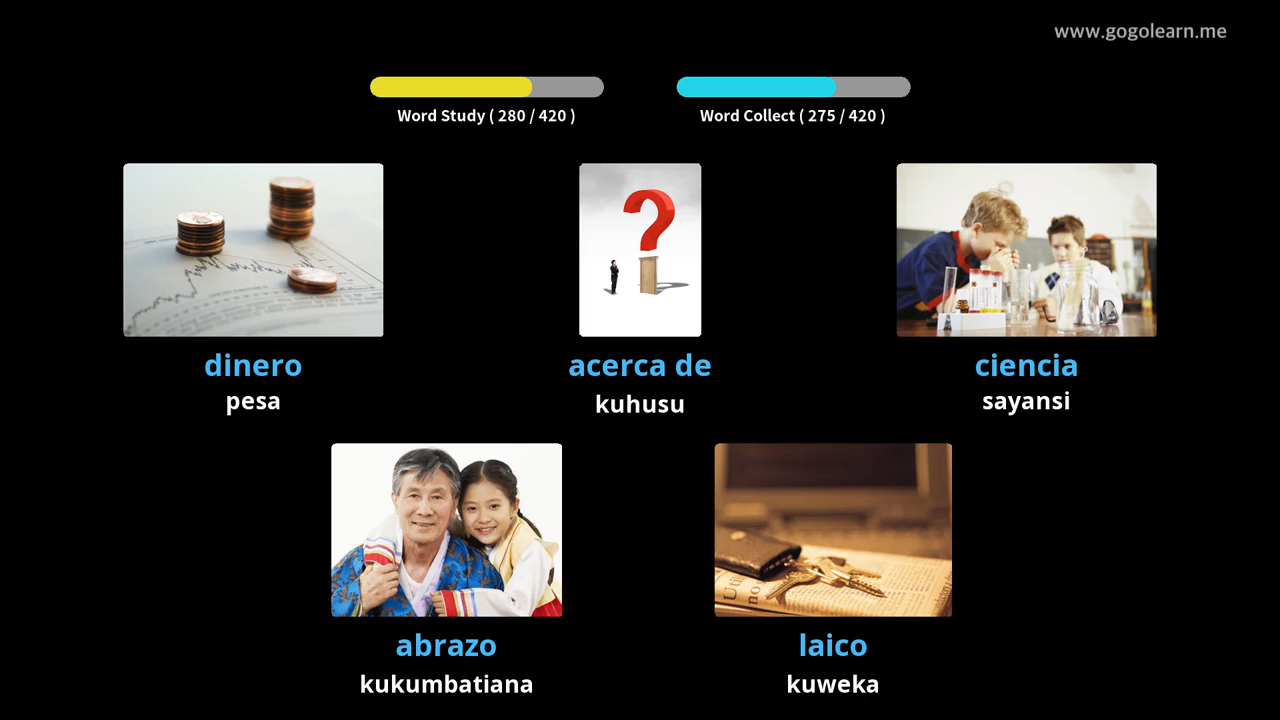 www.gogolearn.me
Word Study ( 280 / 420 )
Word Collect ( 275 / 420 )
dinero
pesa
acerca de
kuhusu
ciencia
sayansi
abrazo
kukumbatiana
laico
kuweka